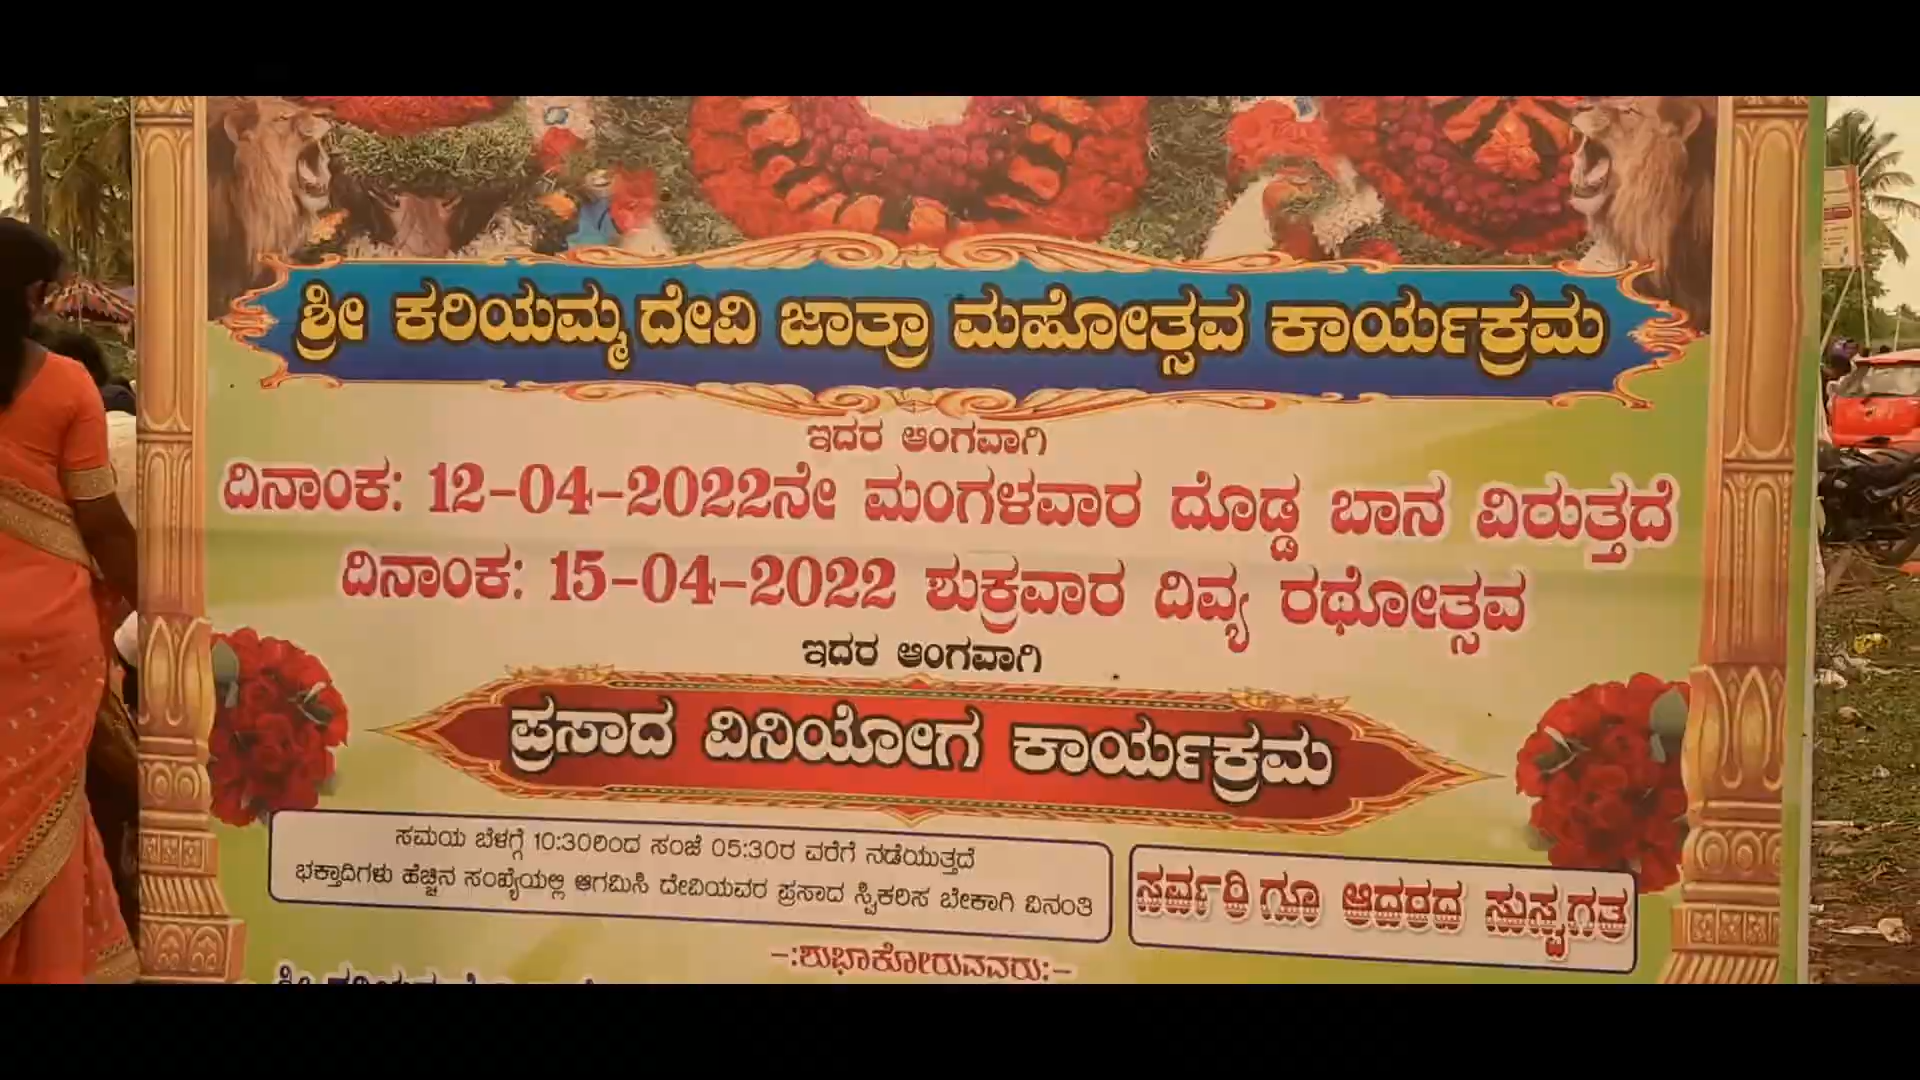 ಶ್ರೀ ಕರಿಯಮ್ಮ ದೇವಿ ಜಾತ್ರಾ ಮಹೋತ್ಸವ ಕಾರ್ಯಕ್ರಮ
ಇದರ ಅಂಗವಾಗಿ
ದಿನಾಂಕ: 12-04-2022ನೇ ಮಂಗಳವಾರ ದೊಡ್ಡ ಬಾನ ವಿರುತ್ತದೆ
ದಿನಾಂಕ: 15-04-2022 ಶುಕ್ರವಾರ ದಿವ್ಯ ರಥೋತ್ಸವ
ಇದರ ಅಂಗವಾಗಿ
ಪ್ರಸಾದ ವಿನಿಯೋಗ ಕಾರ್ಯಕ್ರಮ
ಸಮಯ ಬೆಳಗ್ಗೆ 10:30ರಿಂದ ಸಂಜೆ 05:30ರ ವರೆಗೆ ನಡೆಯುತ್ತದೆ
ಭಕ್ತಾದಿಗಳು ಹೆಚ್ಚಿನ ಸಂಖ್ಯೆಯಲ್ಲಿ ಆಗಮಿಸಿ ದೇವಿಯವರ ಪ್ರಸಾದ ಸ್ವಿಕರಿಸ ಬೇಕಾಗಿ ವಿನಂತಿ
ಸರ್ವರಿಗೂ ಆದರದ ಸುಸ್ವಗತ
-:ಶುಭಾಕೋರುವವರು:-